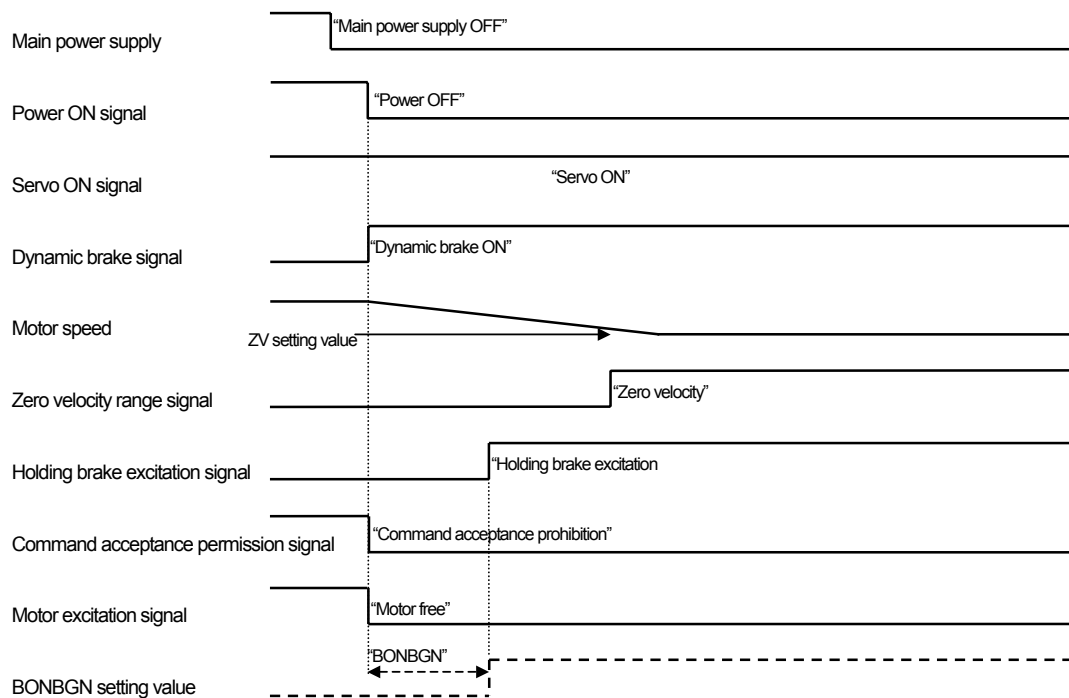 Main power supply
“Main power supply OFF”
Power ON signal
“Power OFF”
Servo ON signal
“Servo ON”
Dynamic brake signal
“Dynamic brake ON”
Motor speed
ZV setting value
Zero velocity range signal
“Zero velocity”
Holding brake excitation signal
“Holding brake excitation
Command acceptance permission signal
“Command acceptance prohibition”
Motor excitation signal
“Motor free”
“BONBGN”
BONBGN setting value